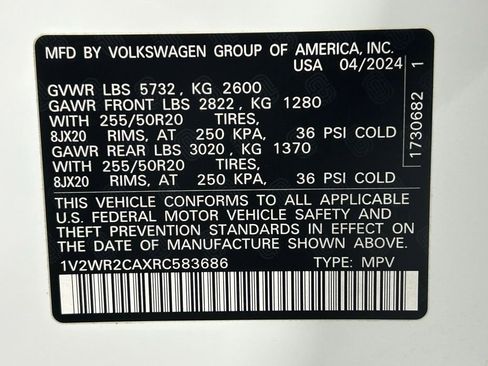 MFD BY VOLKSWAGEN GROUP OF AMERICA, INC.
USA 04/2024
GVWR LBS 5732 , KG 2600
GAWR FRONT LBS 2822 , KG 1280
WITH 255/50R20 TIRES,
8JX20 RIMS, AT 250 KPA, 36 PSI COLD
GAWR REAR LBS 3020 , KG 1370
WITH 255/50R20 TIRES,
8JX20 RIMS, AT 250 KPA, 36 PSI COLD
THIS VEHICLE CONFORMS TO ALL APPLICABLE
U.S. FEDERAL MOTOR VEHICLE SAFETY AND
THEFT PREVENTION STANDARDS IN EFFECT ON
THE DATE OF MANUFACTURE SHOWN ABOVE.
1V2WR2CAXRC583686 TYPE: MPV
1730682 1